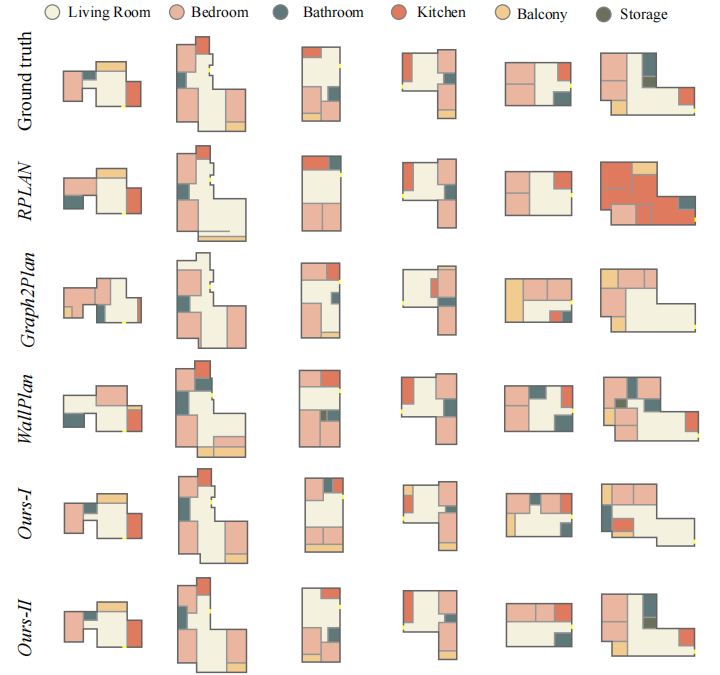 Living Room Bedroom Bathroom Kitchen Balcony Storage
Ground truth
RPLAN
Graph2Plan
WallPlan
Ours-I
Ours-II